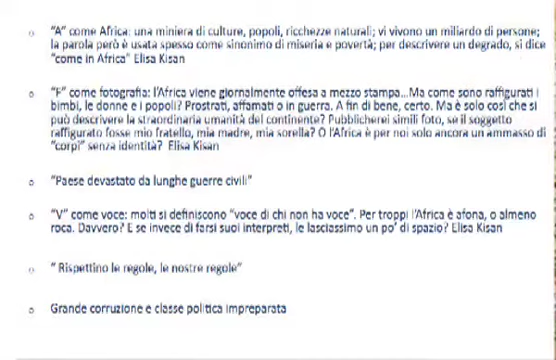 o "A" come Africa: una miniera di culture, popoli, ricchezze naturali; vi vivono un miliardo di persone;
la parola però è usata spesso come sinonimo di miseria e povertà; per descrivere un degrado, si dice
"come in Africa" Elisa Kisan
o "F" come fotografia: l'Africa viene giornalmente offesa a mezzo stampa...Ma come sono raffigurati i
bimbi, le donne e i popoli? Prostrati, affamati o in guerra. A fin di bene, certo. Ma è solo così che si
può descrivere la straordinaria umanità del continente? Pubblicherei simili foto, se il soggetto
raffigurato fosse mio fratello, mia madre, mia sorella? O l'Africa è per noi solo ancora un ammasso di
"corpi" senza identità? Elisa Kisan
o "Paese devastato da lunghe guerre civili"
o "V" come voce: molti si definiscono "voce di chi non ha voce". Per troppi l'Africa è afona, o almeno
roca. Davvero? E se invece di farsi suoi interpreti, le lasciassimo un po' di spazio? Elisa Kisan
o " Rispettino le regole, le nostre regole"
o Grande corruzione e classe politica impreparata